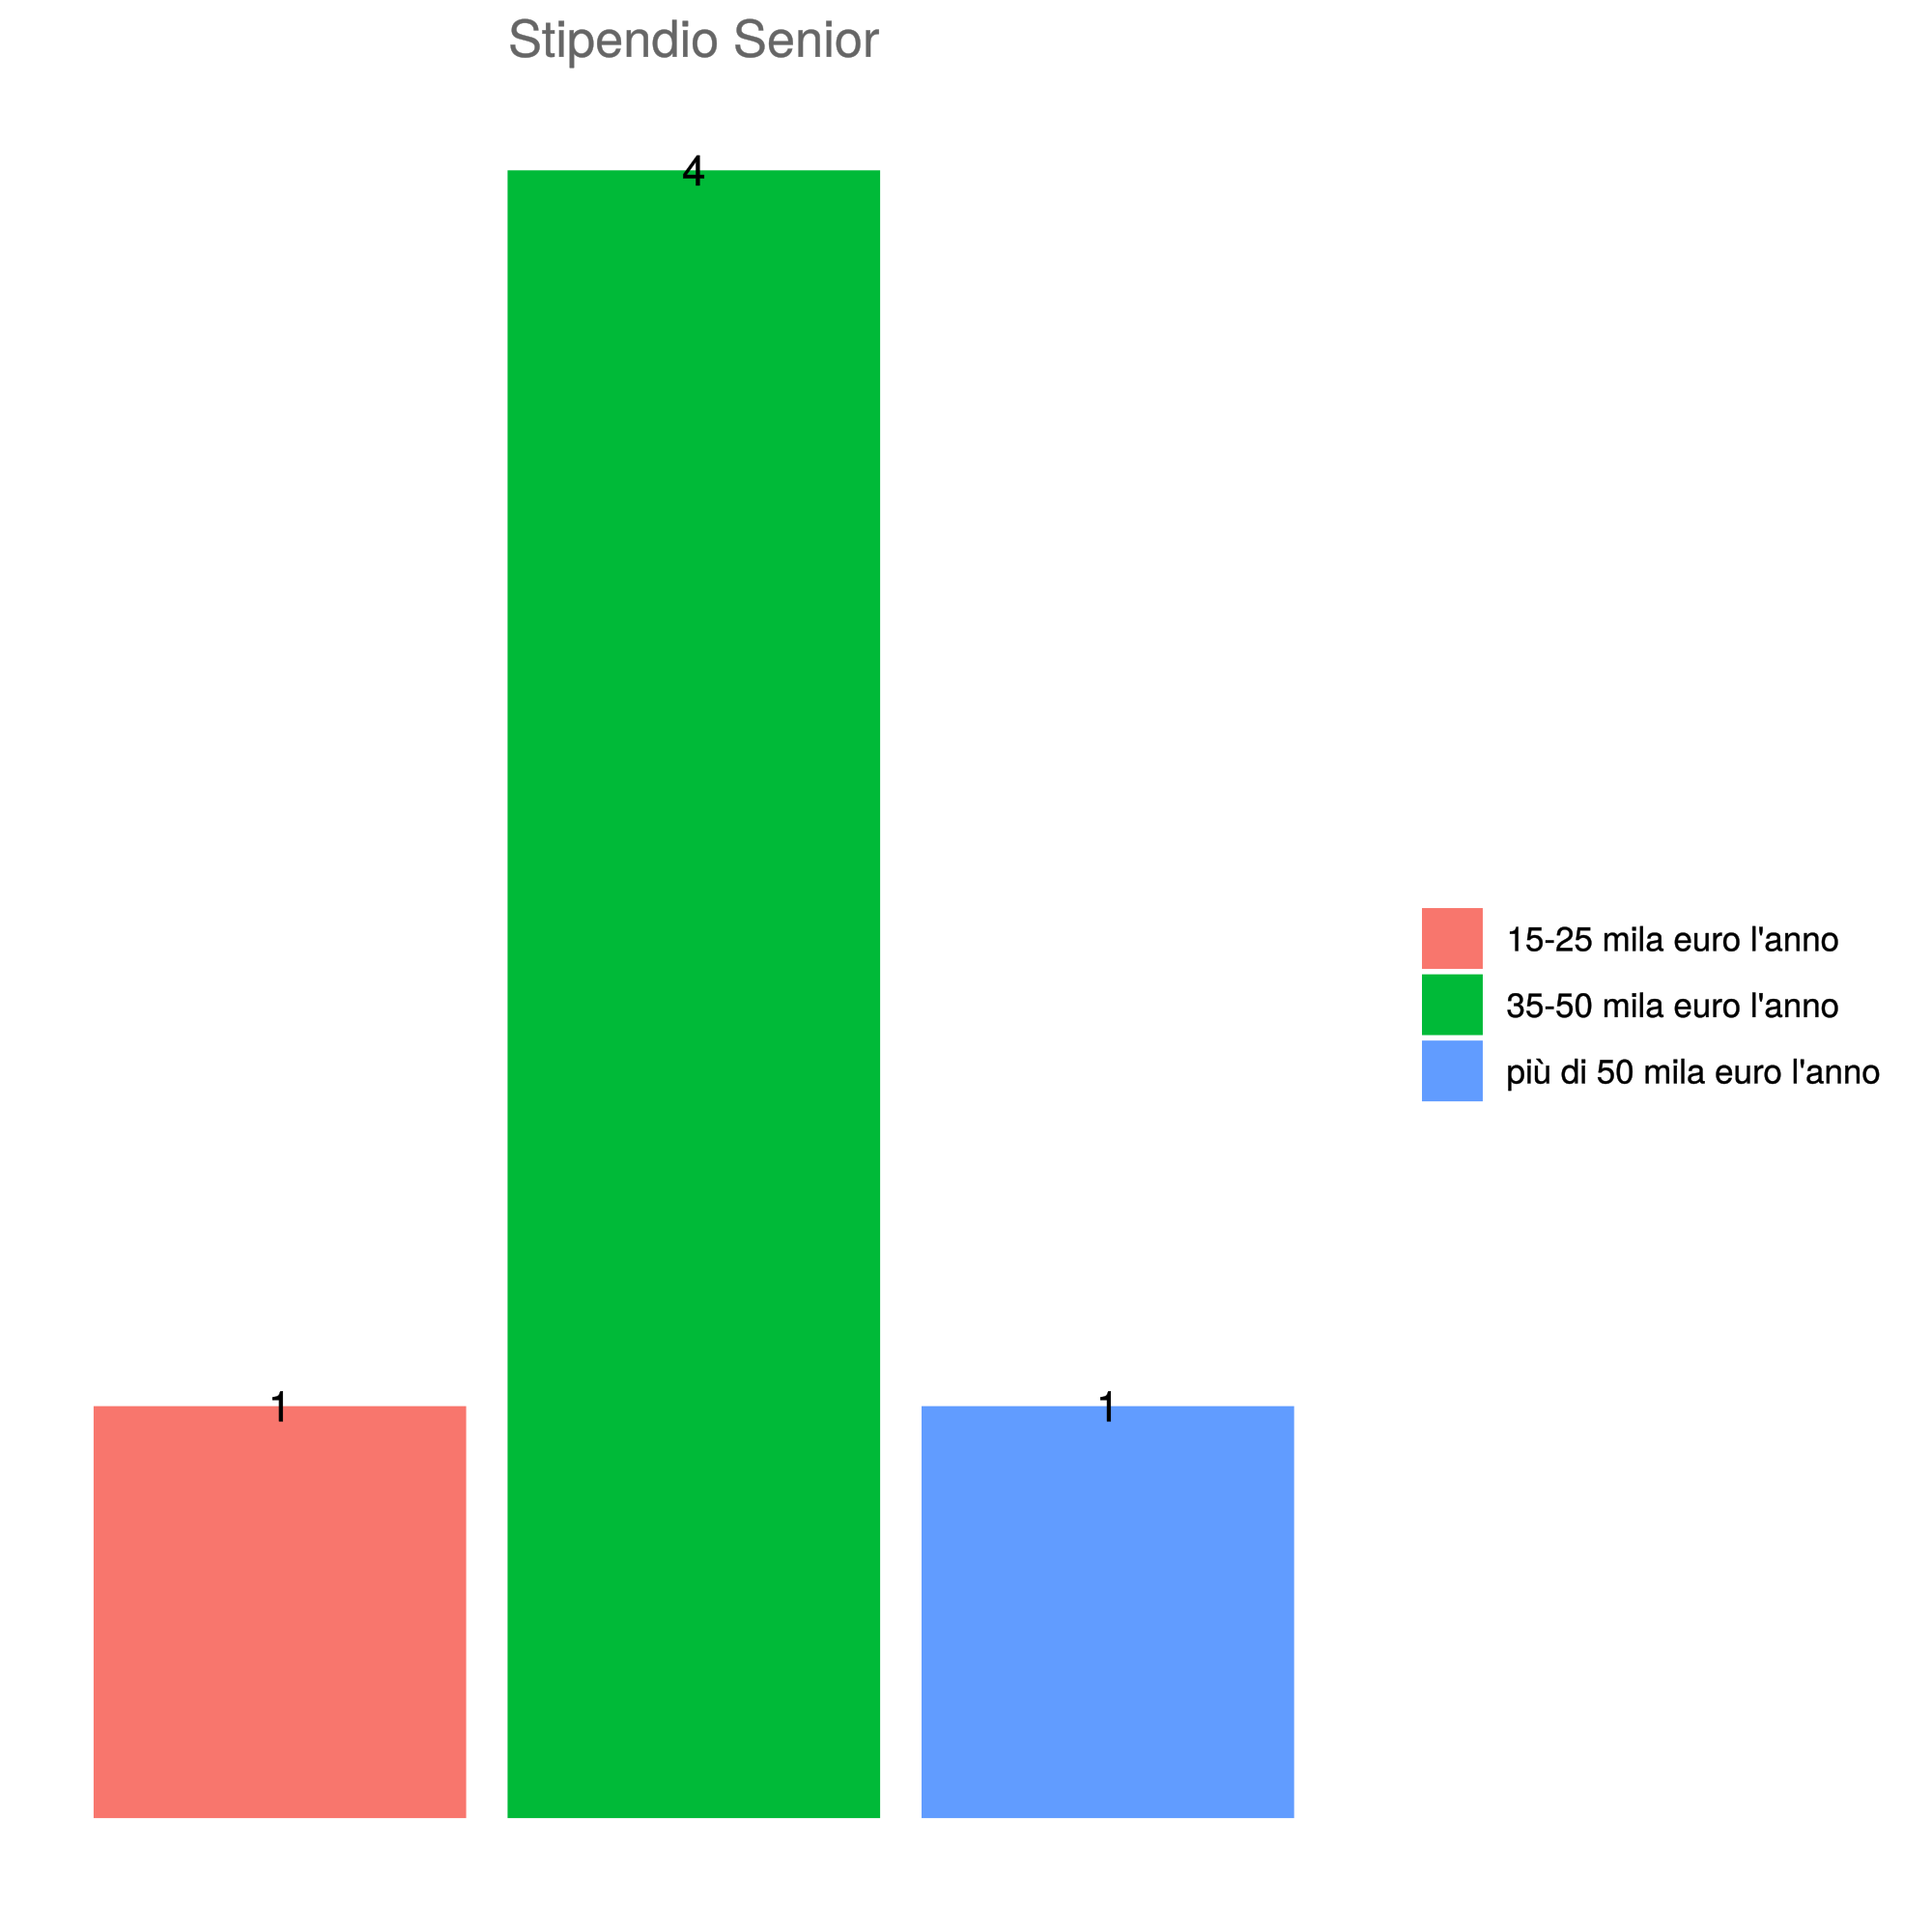 Stipendio Senior
4
1
1
15-25 mila euro l'anno
35-50 mila euro l'anno
più di 50 mila euro l'anno